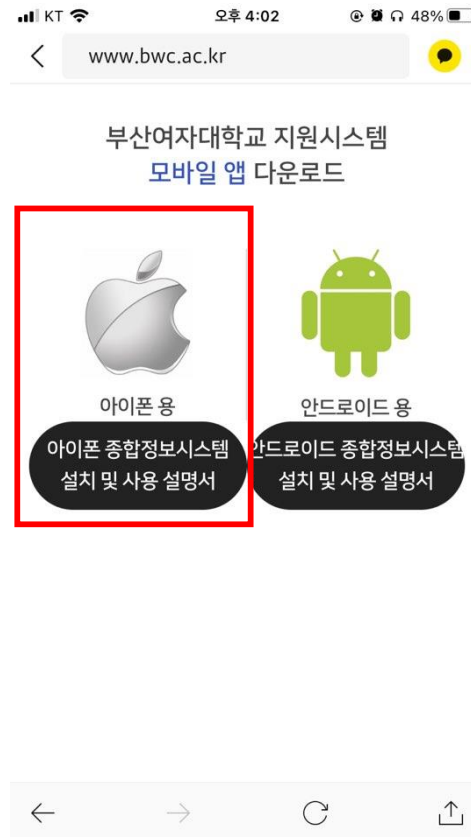 KT 오후 4:02 48%
www.bwc.ac.kr
부산여자대학교 지원시스템
모바일 앱 다운로드
아이폰 용
안드로이드 용
아이폰 종합정보시스템
설치 및 사용 설명서
안드로이드 종합정보시스템
설치 및 사용 설명서